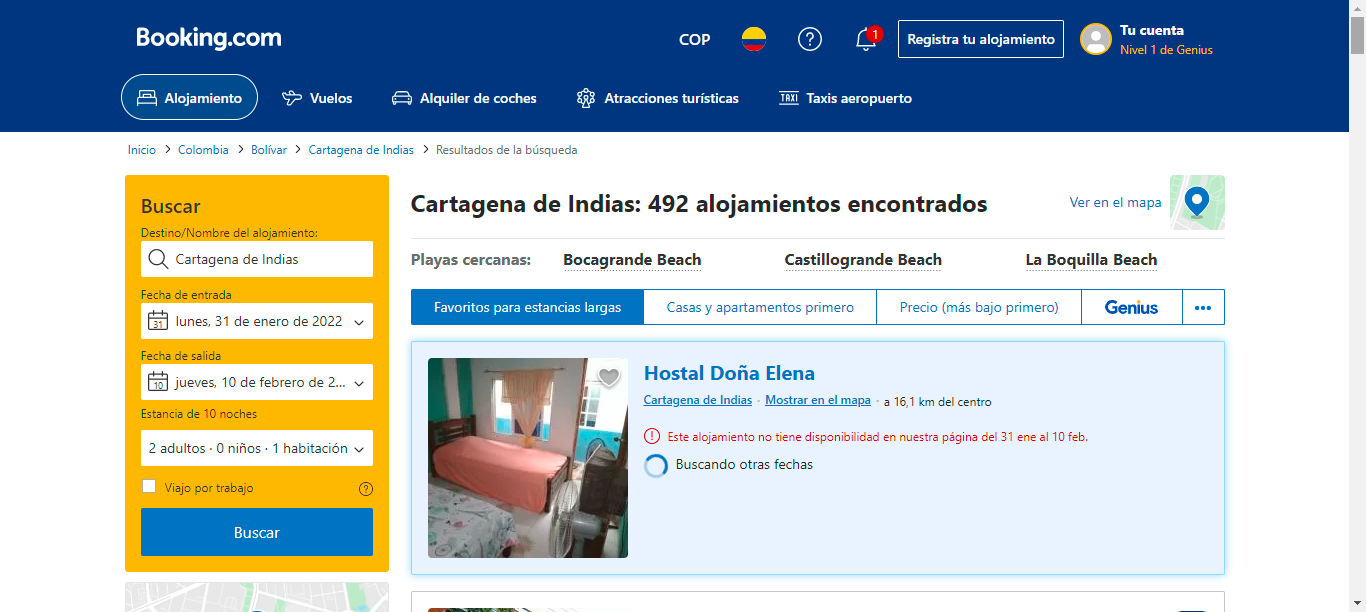 Booking.com
COP
1
Registra tu alojamiento
Tu cuenta
Nivel 1 de Genius
Alojamiento
Vuelos
Alquiler de coches
Atracciones turísticas
TAXI
Taxis aeropuerto
Inicio > Colombia > Bolívar > Cartagena de Indias > Resultados de la búsqueda
Buscar
Destino/Nombre del alojamiento:
Cartagena de Indias
Fecha de entrada
31
lunes, 31 de enero de 2022
Fecha de salida
10
jueves, 10 de febrero de 2...
Estancia de 10 noches
2 adultos · 0 niños · 1 habitación
Viajo por trabajo
Buscar
Cartagena de Indias: 492 alojamientos encontrados
Ver en el mapa
Playas cercanas:
Bocagrande Beach
Castillogrande Beach
La Boquilla Beach
Favoritos para estancias largas
Casas y apartamentos primero
Precio (más bajo primero)
Genius
Hostal Doña Elena
Cartagena de Indias · Mostrar en el mapa · a 16,1 km del centro
Este alojamiento no tiene disponibilidad en nuestra página del 31 ene al 10 feb.
Buscando otras fechas